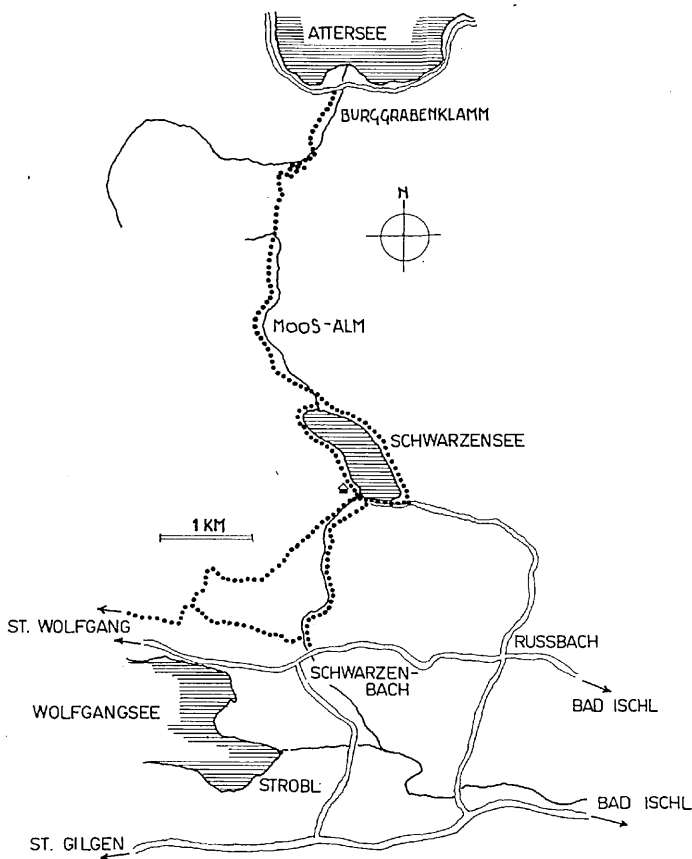 ATTERSEE
BURGGRABENKLAMM
N
MOOS-ALM
SCHWARZENSEE
1 KM
ST. WOLFGANG
RUSSBACH
SCHWARZEN-
BACH
WOLFGANGSEE
BAD ISCHL
STROBL
BAD ISCHL
ST. GILGEN